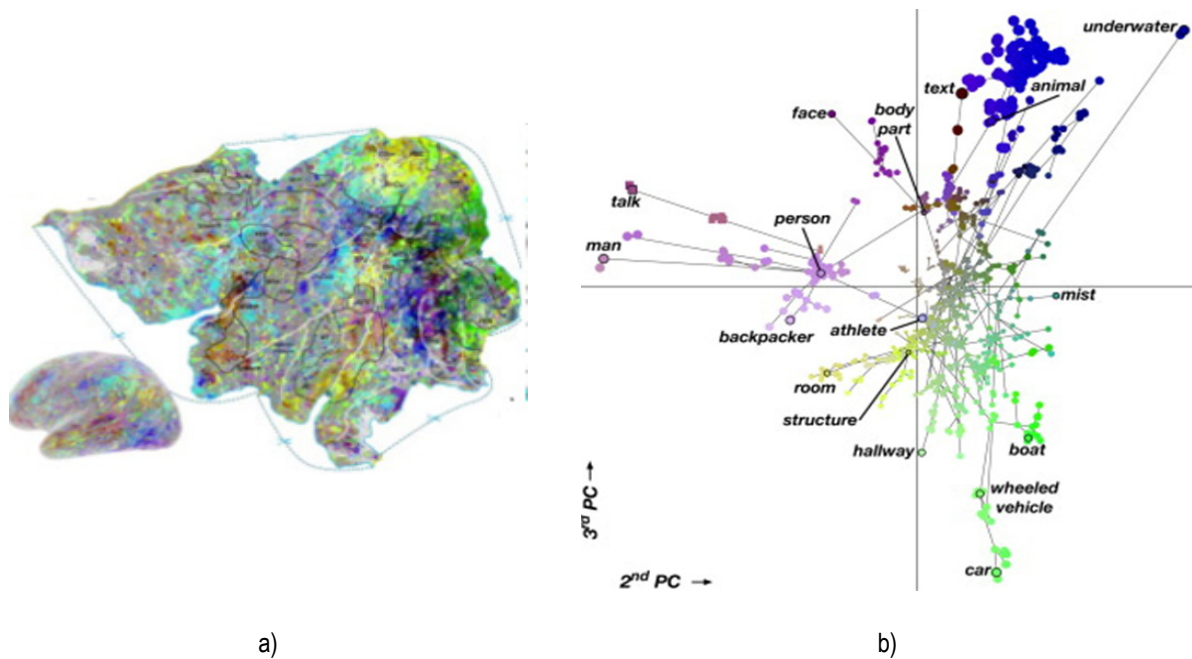 underwater
text
animal
face
body
part
talk
person
man
mist
backpacker
athlete
room
structure
hallway
boat
wheeled
vehicle
car
3rd PC →
2nd PC →
a)
b)